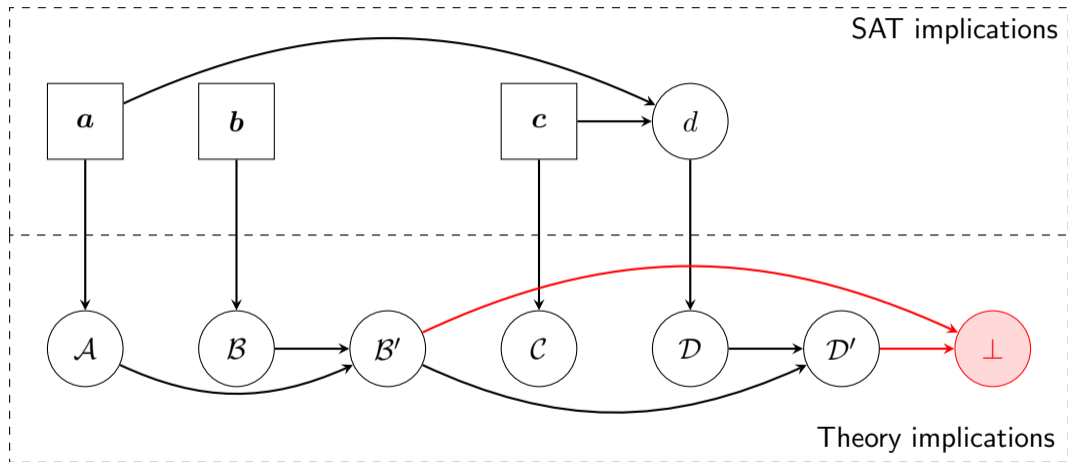 SAT implications
a b c d
𝒜 ℬ ℬ′ 𝒞 𝒟 𝒟′ ⊥
Theory implications